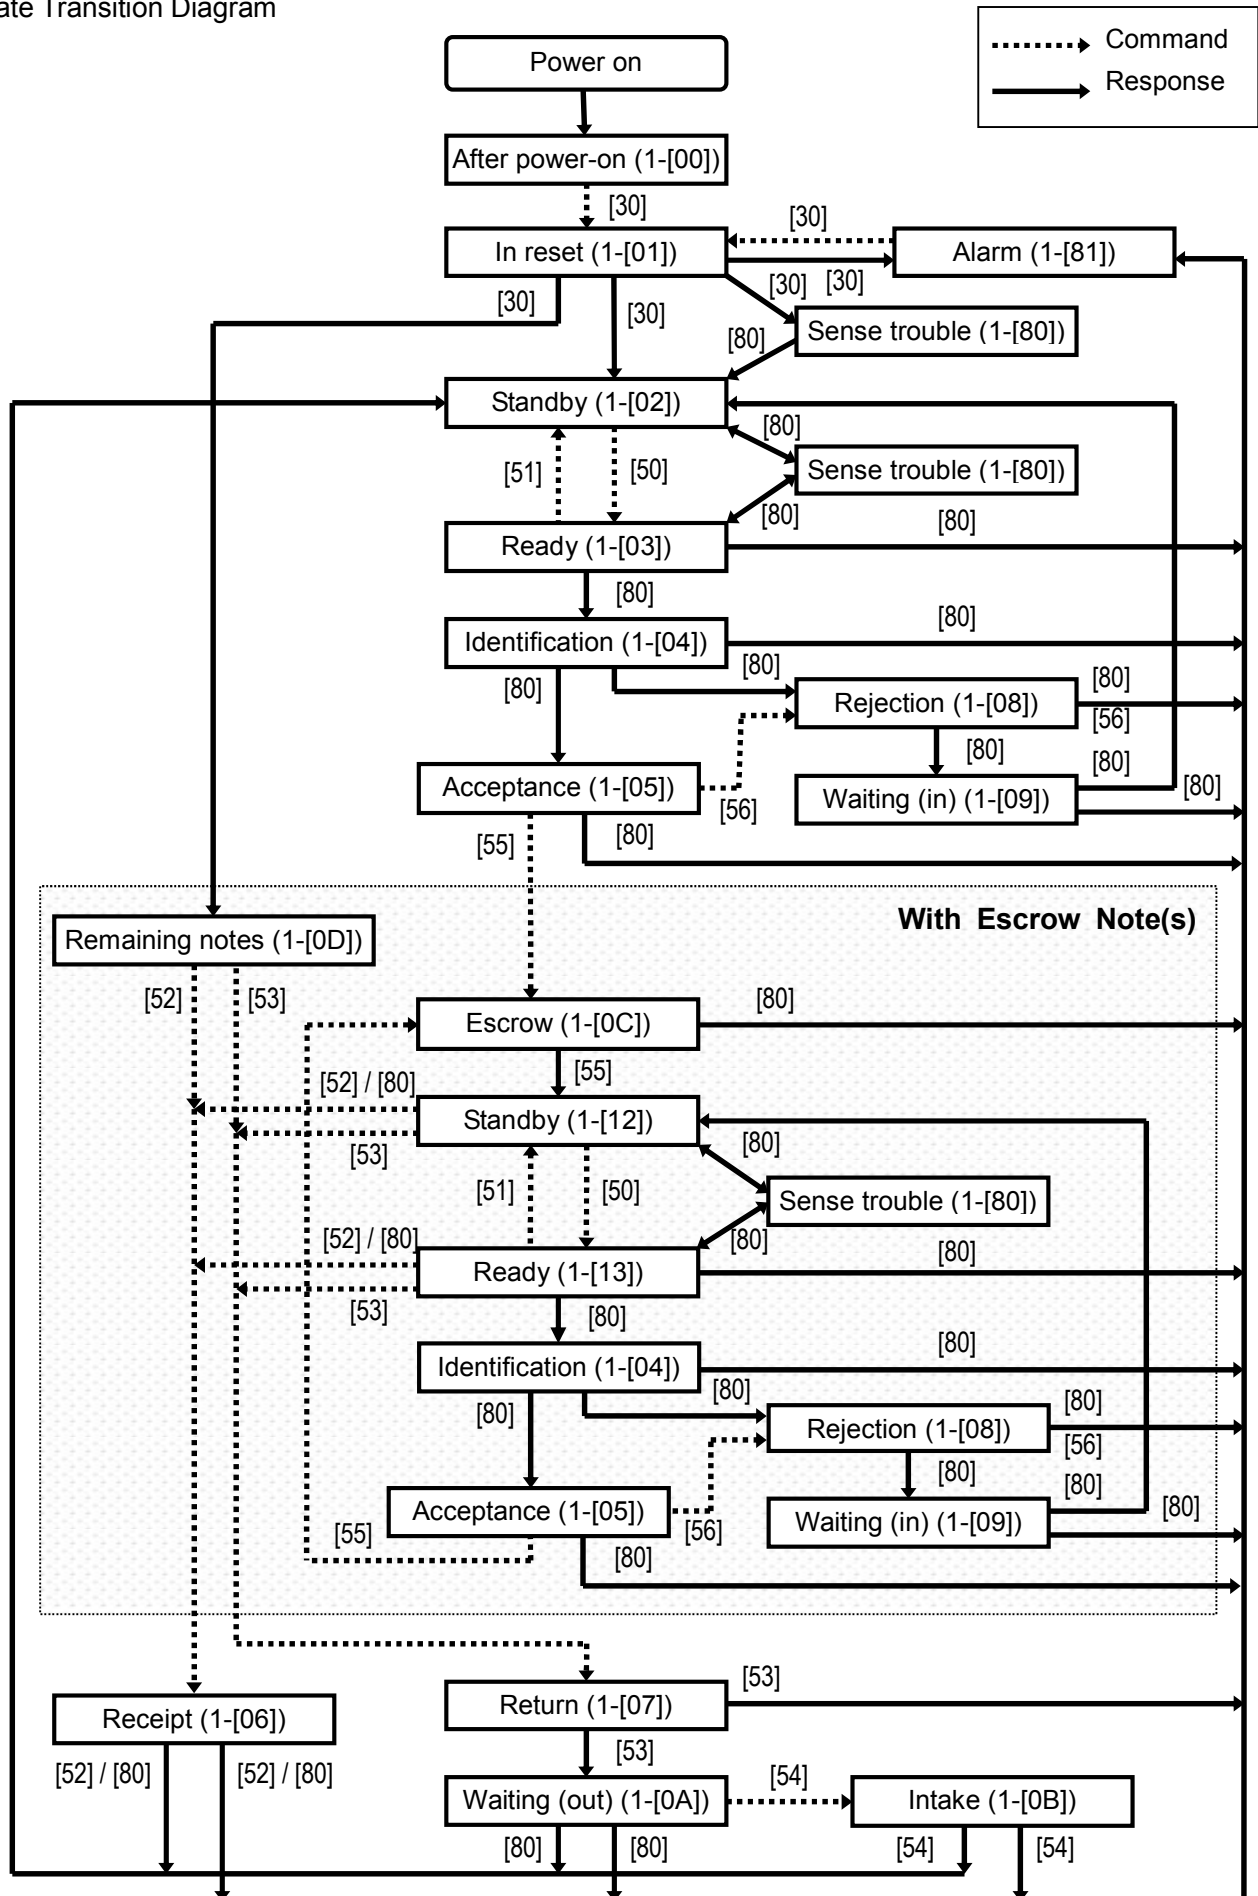 ate Transition Diagram
Command
Response
Power on
After power-on (1-[00])
[30]
[30]
In reset (1-[01])
Alarm (1-[81])
[30]
[30]
[30]
[30]
Sense trouble (1-[80])
[80]
Standby (1-[02])
[80]
[51]
[50]
Sense trouble (1-[80])
[80]
[80]
Ready (1-[03])
[80]
[80]
Identification (1-[04])
[80]
[80]
[80]
Rejection (1-[08])
[56]
[80]
[80]
Acceptance (1-[05])
Waiting (in) (1-[09])
[80]
[56]
[55]
[80]
With Escrow Note(s)
Remaining notes (1-[0D])
[52]
[53]
[80]
Escrow (1-[0C])
[55]
[52] / [80]
Standby (1-[12])
[80]
[53]
[51]
[50]
Sense trouble (1-[80])
[52] / [80]
[80]
[80]
Ready (1-[13])
[53]
[80]
[80]
Identification (1-[04])
[80]
[80]
[80]
Rejection (1-[08])
[56]
[80]
[80]
Acceptance (1-[05])
Waiting (in) (1-[09])
[80]
[55]
[56]
[80]
[53]
Return (1-[07])
Receipt (1-[06])
[53]
[52] / [80]
[52] / [80]
[54]
Waiting (out) (1-[0A])
Intake (1-[0B])
[80]
[80]
[54]
[54]